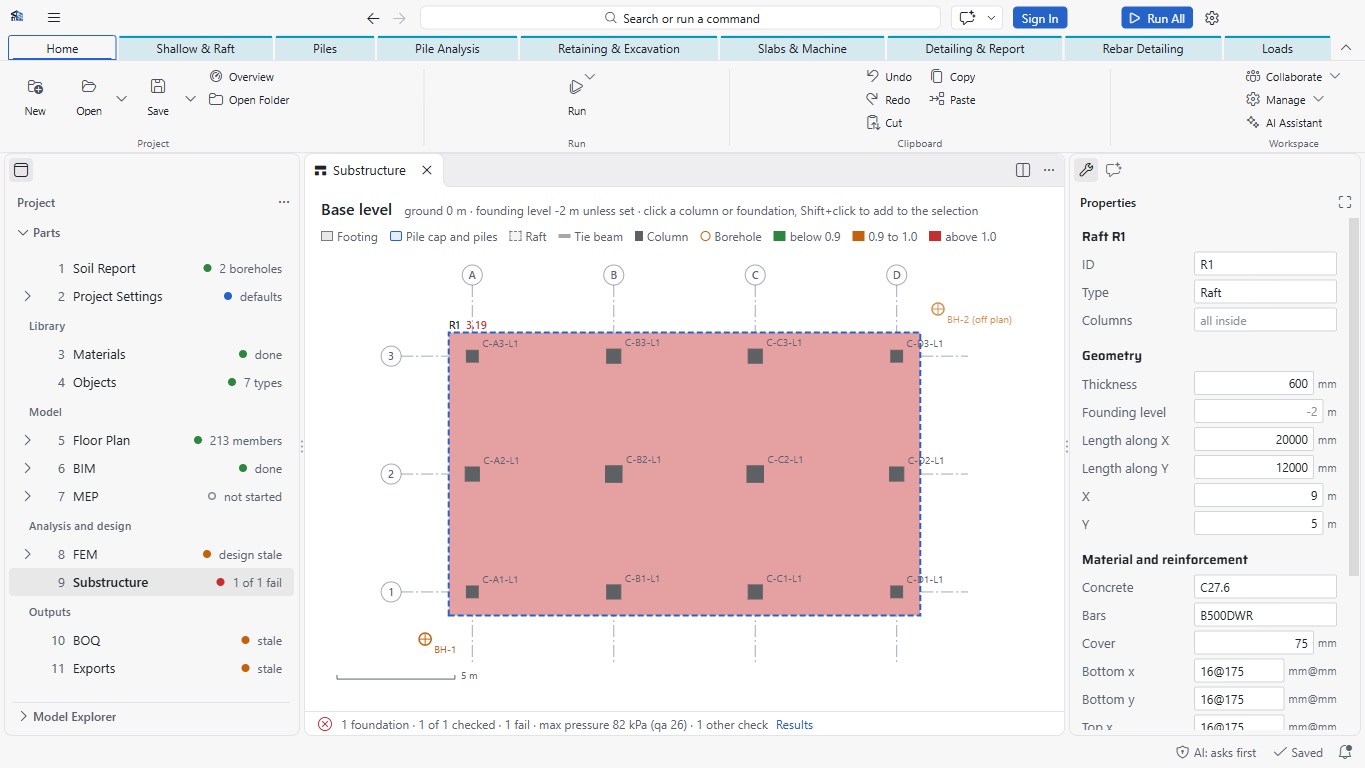 Search or run a command
Sign In
Run All
Home
Shallow & Raft
Piles
Pile Analysis
Retaining & Excavation
Slabs & Machine
Detailing & Report
Rebar Detailing
Loads
New
Open
Save
Overview
Open Folder
Project
Run
Run
Undo
Redo
Cut
Copy
Paste
Clipboard
Collaborate
Manage
AI Assistant
Workspace
Project
Parts
1 Soil Report 2 boreholes
2 Project Settings defaults
Library
3 Materials done
4 Objects 7 types
Model
5 Floor Plan 213 members
6 BIM done
7 MEP not started
Analysis and design
8 FEM design stale
9 Substructure 1 of 1 fail
Outputs
10 BOQ stale
11 Exports stale
Model Explorer
Substructure
Base level ground 0 m · founding level -2 m unless set · click a column or foundation, Shift+click to add to the selection
Footing Pile cap and piles Raft Tie beam Column Borehole below 0.9 0.9 to 1.0 above 1.0
A B C D
BH-2 (off plan)
R1 3.19
C-A3-L1 C-B3-L1 C-C3-L1 C-D3-L1
3
C-A2-L1 C-B2-L1 C-C2-L1 C-D2-L1
2
C-A1-L1 C-B1-L1 C-C1-L1 C-D1-L1
1
BH-1
5 m
1 foundation · 1 of 1 checked · 1 fail · max pressure 82 kPa (qa 26) · 1 other check Results
Properties
Raft R1
ID R1
Type Raft
Columns all inside
Geometry
Thickness 600 mm
Founding level -2 m
Length along X 20000 mm
Length along Y 12000 mm
X 9 m
Y 5 m
Material and reinforcement
Concrete C27.6
Bars B500DWR
Cover 75 mm
Bottom x 16@175 mm@mm
Bottom y 16@175 mm@mm
Top x 16@175 mm@mm
AI: asks first
Saved